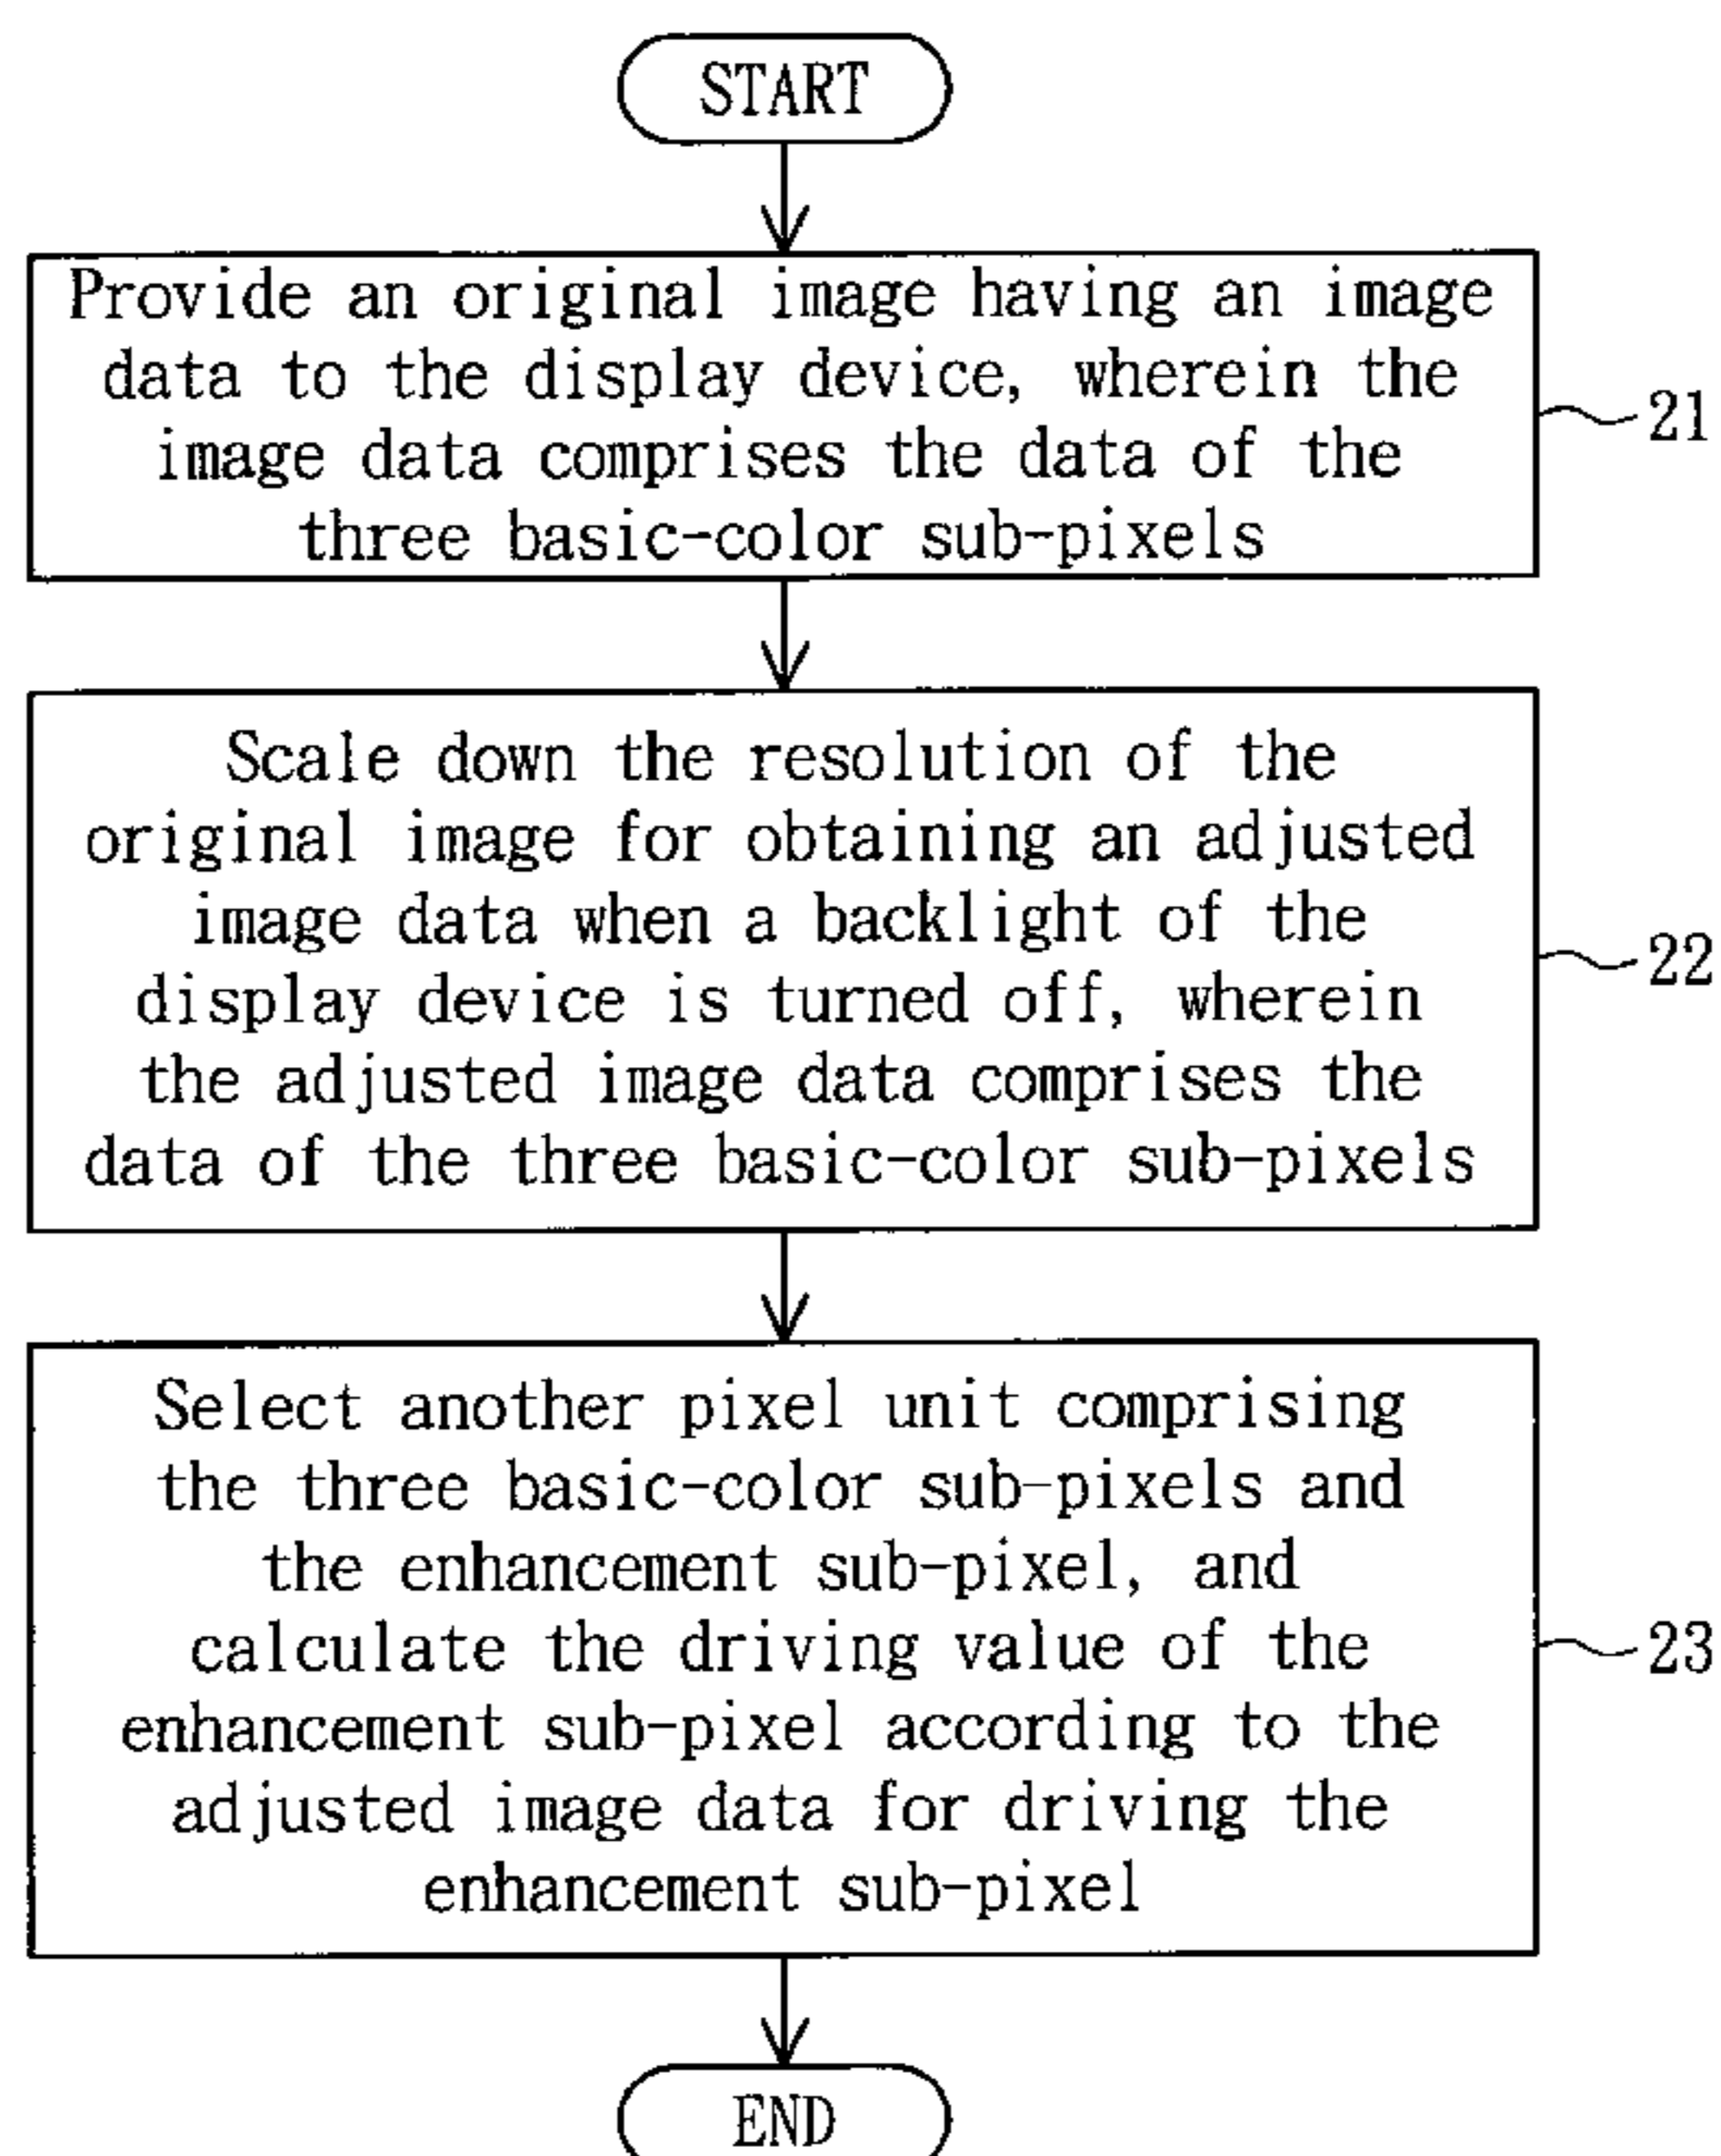 START
Provide an original image having an image
data to the display device, wherein the
image data comprises the data of the
three basic-color sub-pixels
21
Scale down the resolution of the
original image for obtaining an adjusted
image data when a backlight of the
display device is turned off, wherein
the adjusted image data comprises the
data of the three basic-color sub-pixels
22
Select another pixel unit comprising
the three basic-color sub-pixels and
the enhancement sub-pixel, and
calculate the driving value of the
enhancement sub-pixel according to the
adjusted image data for driving the
enhancement sub-pixel
23
END